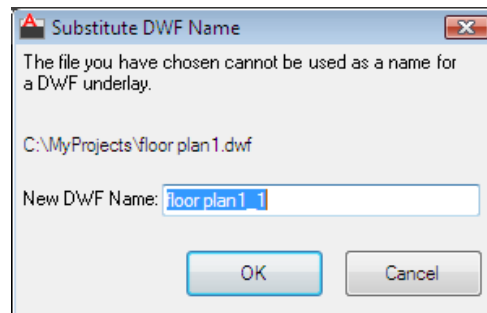 Substitute DWF Name
The file you have chosen cannot be used as a name for
a DWF underlay.
C:\MyProjects\floor plan1.dwf
New DWF Name: floor plan1_1
OK Cancel